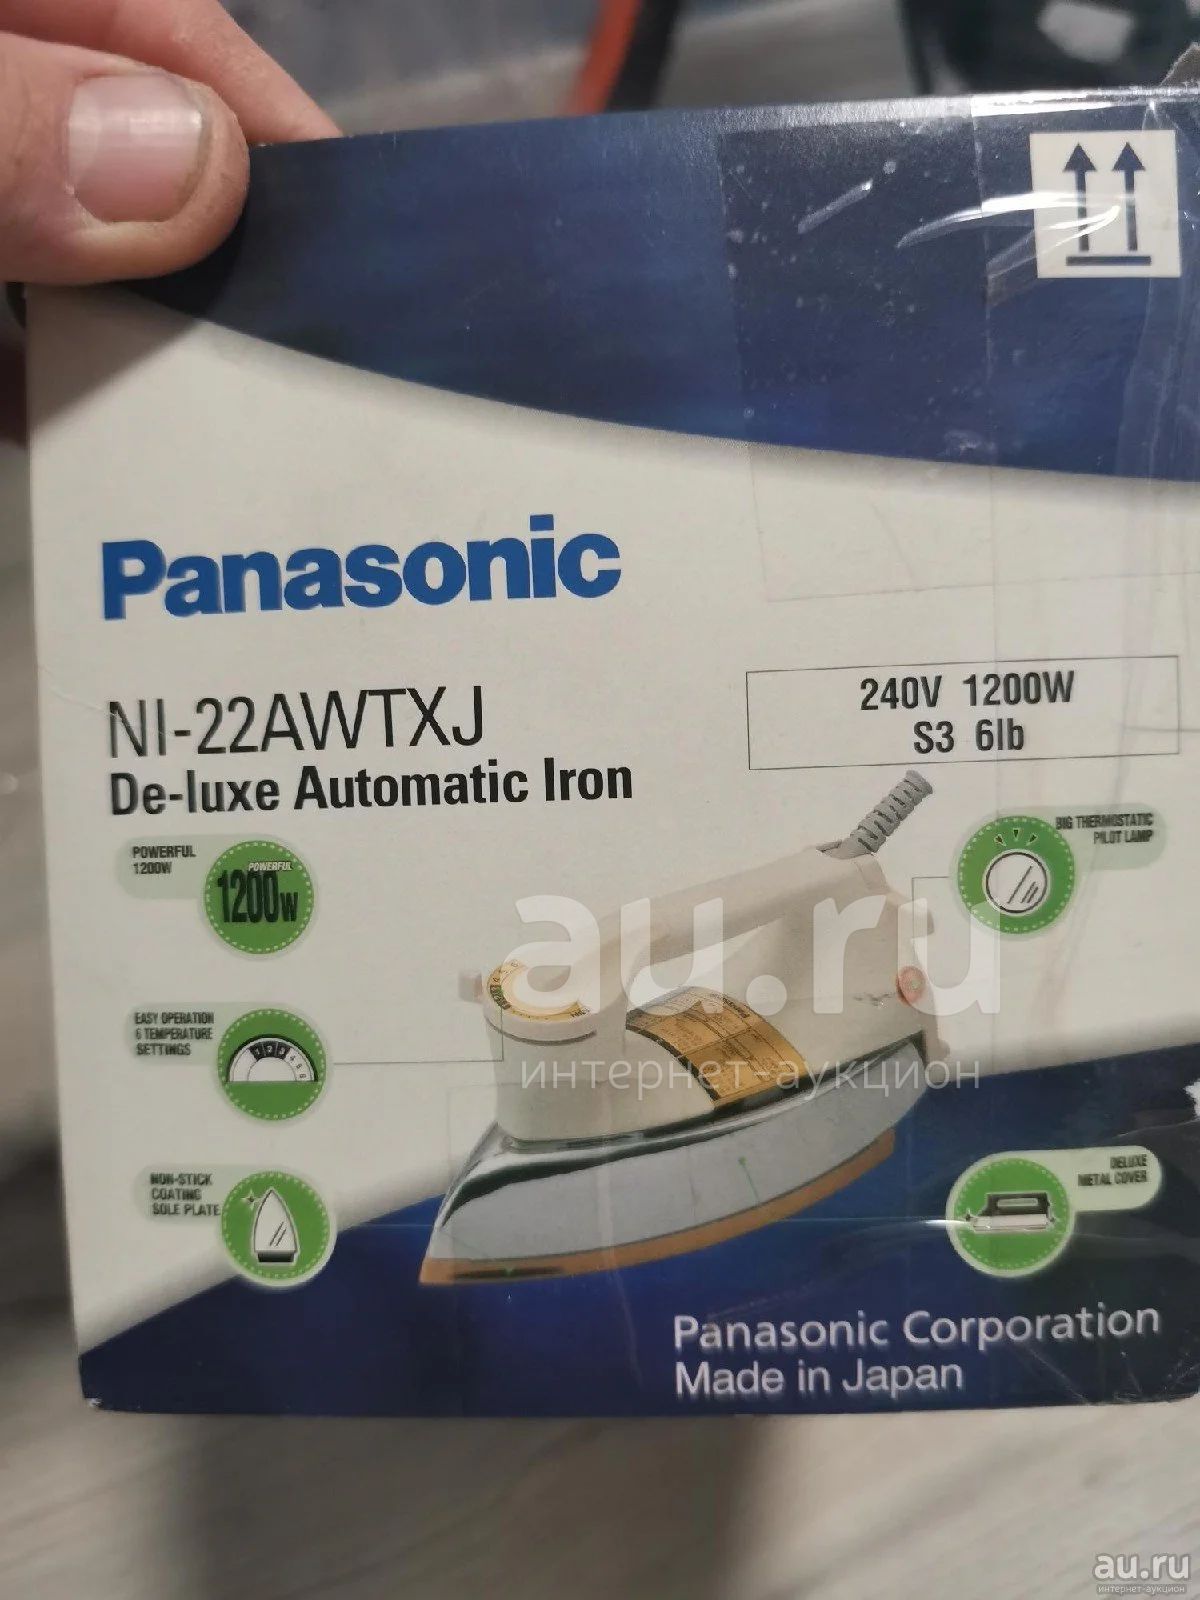 Panasonic
NI-22AWTXJ
De-luxe Automatic Iron
240V 1200W
S3 6lb
POWERFUL
1200W
POWERFUL
1200W
BIG THERMOSTATIC
PILOT LAMP
EASY OPERATION
6 TEMPERATURE
SETTINGS
NON-STICK
COATING
SOLE PLATE
DELUXE
METAL COVER
Panasonic Corporation
Made in Japan
au.ru
интернет-аукцион
au.ru
интернет-аукцион